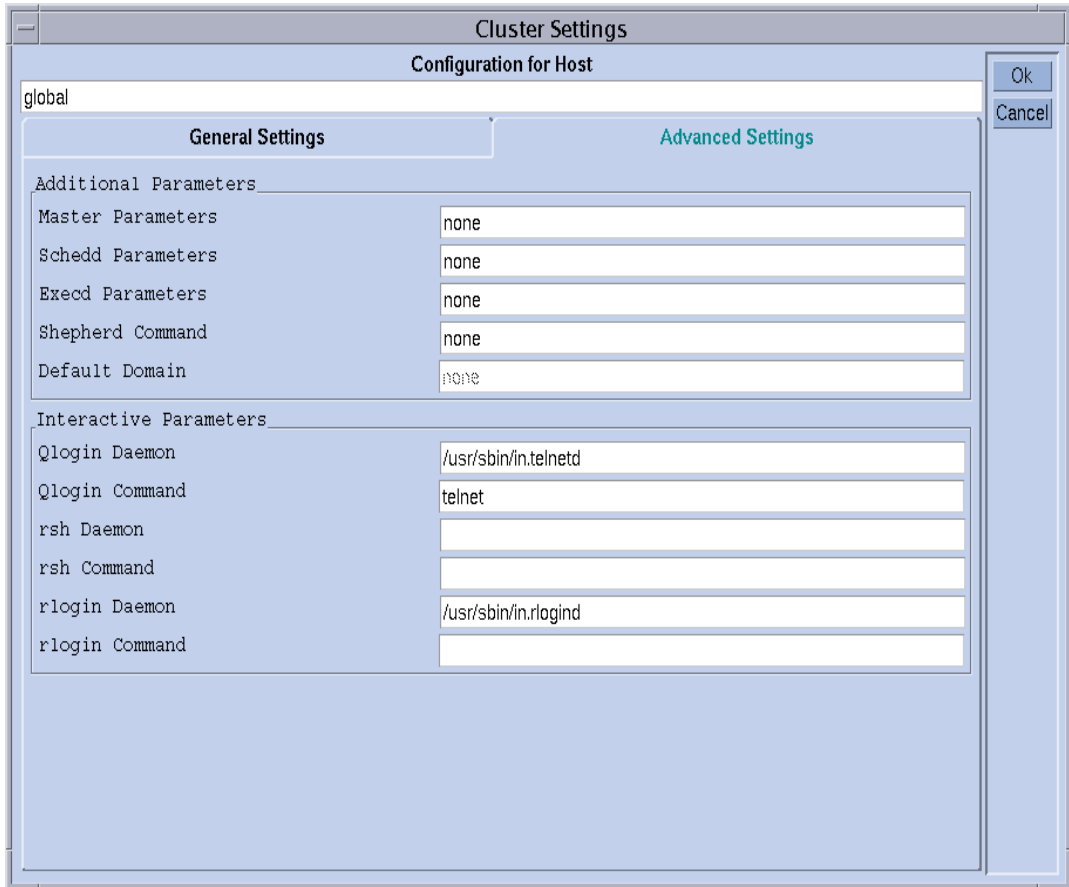 Cluster Settings
Configuration for Host
Ok
global
Cancel
General Settings Advanced Settings
Additional Parameters
Master Parameters none
Schedd Parameters none
Execd Parameters none
Shepherd Command none
Default Domain none
Interactive Parameters
Qlogin Daemon /usr/sbin/in.telnetd
Qlogin Command telnet
rsh Daemon
rsh Command
rlogin Daemon /usr/sbin/in.rlogind
rlogin Command